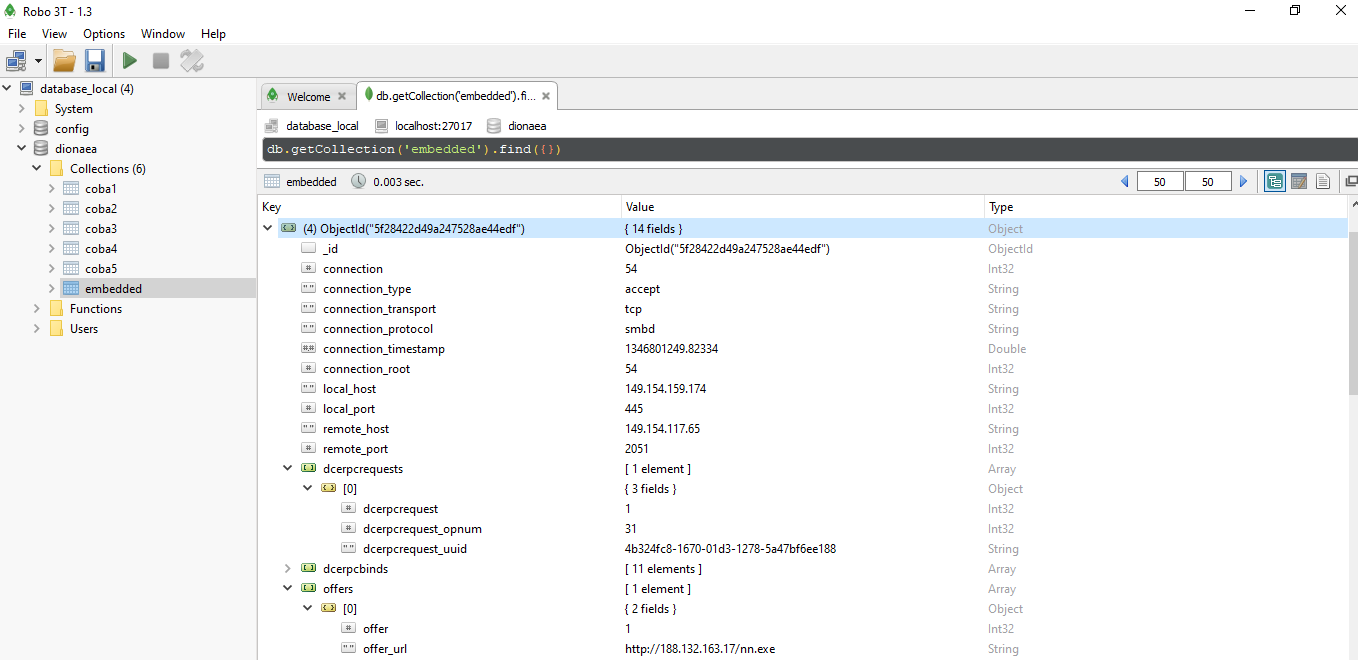 Robo 3T - 1.3
File View Options Window Help
database_local (4)
System
config
dionaea
Collections (6)
coba1
coba2
coba3
coba4
coba5
embedded
Functions
Users
Welcome
db.getCollection('embedded').fi...
database_local localhost:27017 dionaea
db.getCollection('embedded').find({})
embedded 0.003 sec. 50 50
Key Value Type
(4) ObjectId("5f28422d49a247528ae44edf") { 14 fields } Object
_id ObjectId("5f28422d49a247528ae44edf") ObjectId
connection 54 Int32
connection_type accept String
connection_transport tcp String
connection_protocol smbd String
connection_timestamp 1346801249.82334 Double
connection_root 54 Int32
local_host 149.154.159.174 String
local_port 445 Int32
remote_host 149.154.117.65 String
remote_port 2051 Int32
dcerpcrequests [ 1 element ] Array
[0] { 3 fields } Object
dcerpcrequest 1 Int32
dcerpcrequest_opnum 31 Int32
dcerpcrequest_uuid 4b324fc8-1670-01d3-1278-5a47bf6ee188 String
dcerpcbinds [ 11 elements ] Array
offers [ 1 element ] Array
[0] { 2 fields } Object
offer 1 Int32
offer_url http://188.132.163.17/nn.exe String